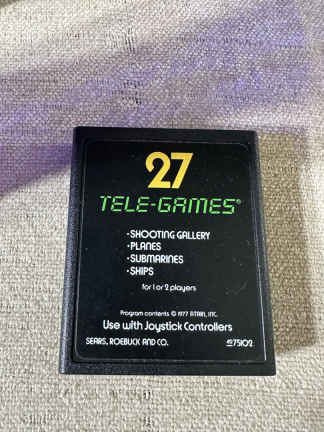 27
TELE-GAMES®
·SHOOTING GALLERY
·PLANES
·SUBMARINES
·SHIPS
for 1 or 2 players
Program contents © 1977 ATARI, INC.
Use with Joystick Controllers
SEARS, ROEBUCK AND CO.
75102